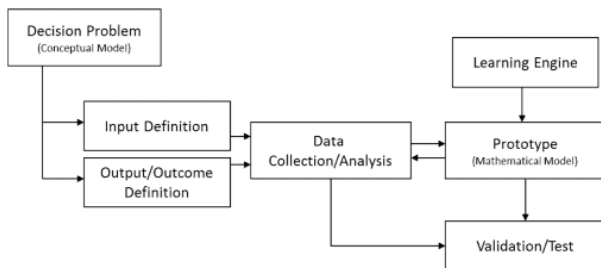 Decision Problem
(Conceptual Model)
Learning Engine
Input Definition
Data
Collection/Analysis
Prototype
(Mathematical Model)
Output/Outcome
Definition
Validation/Test